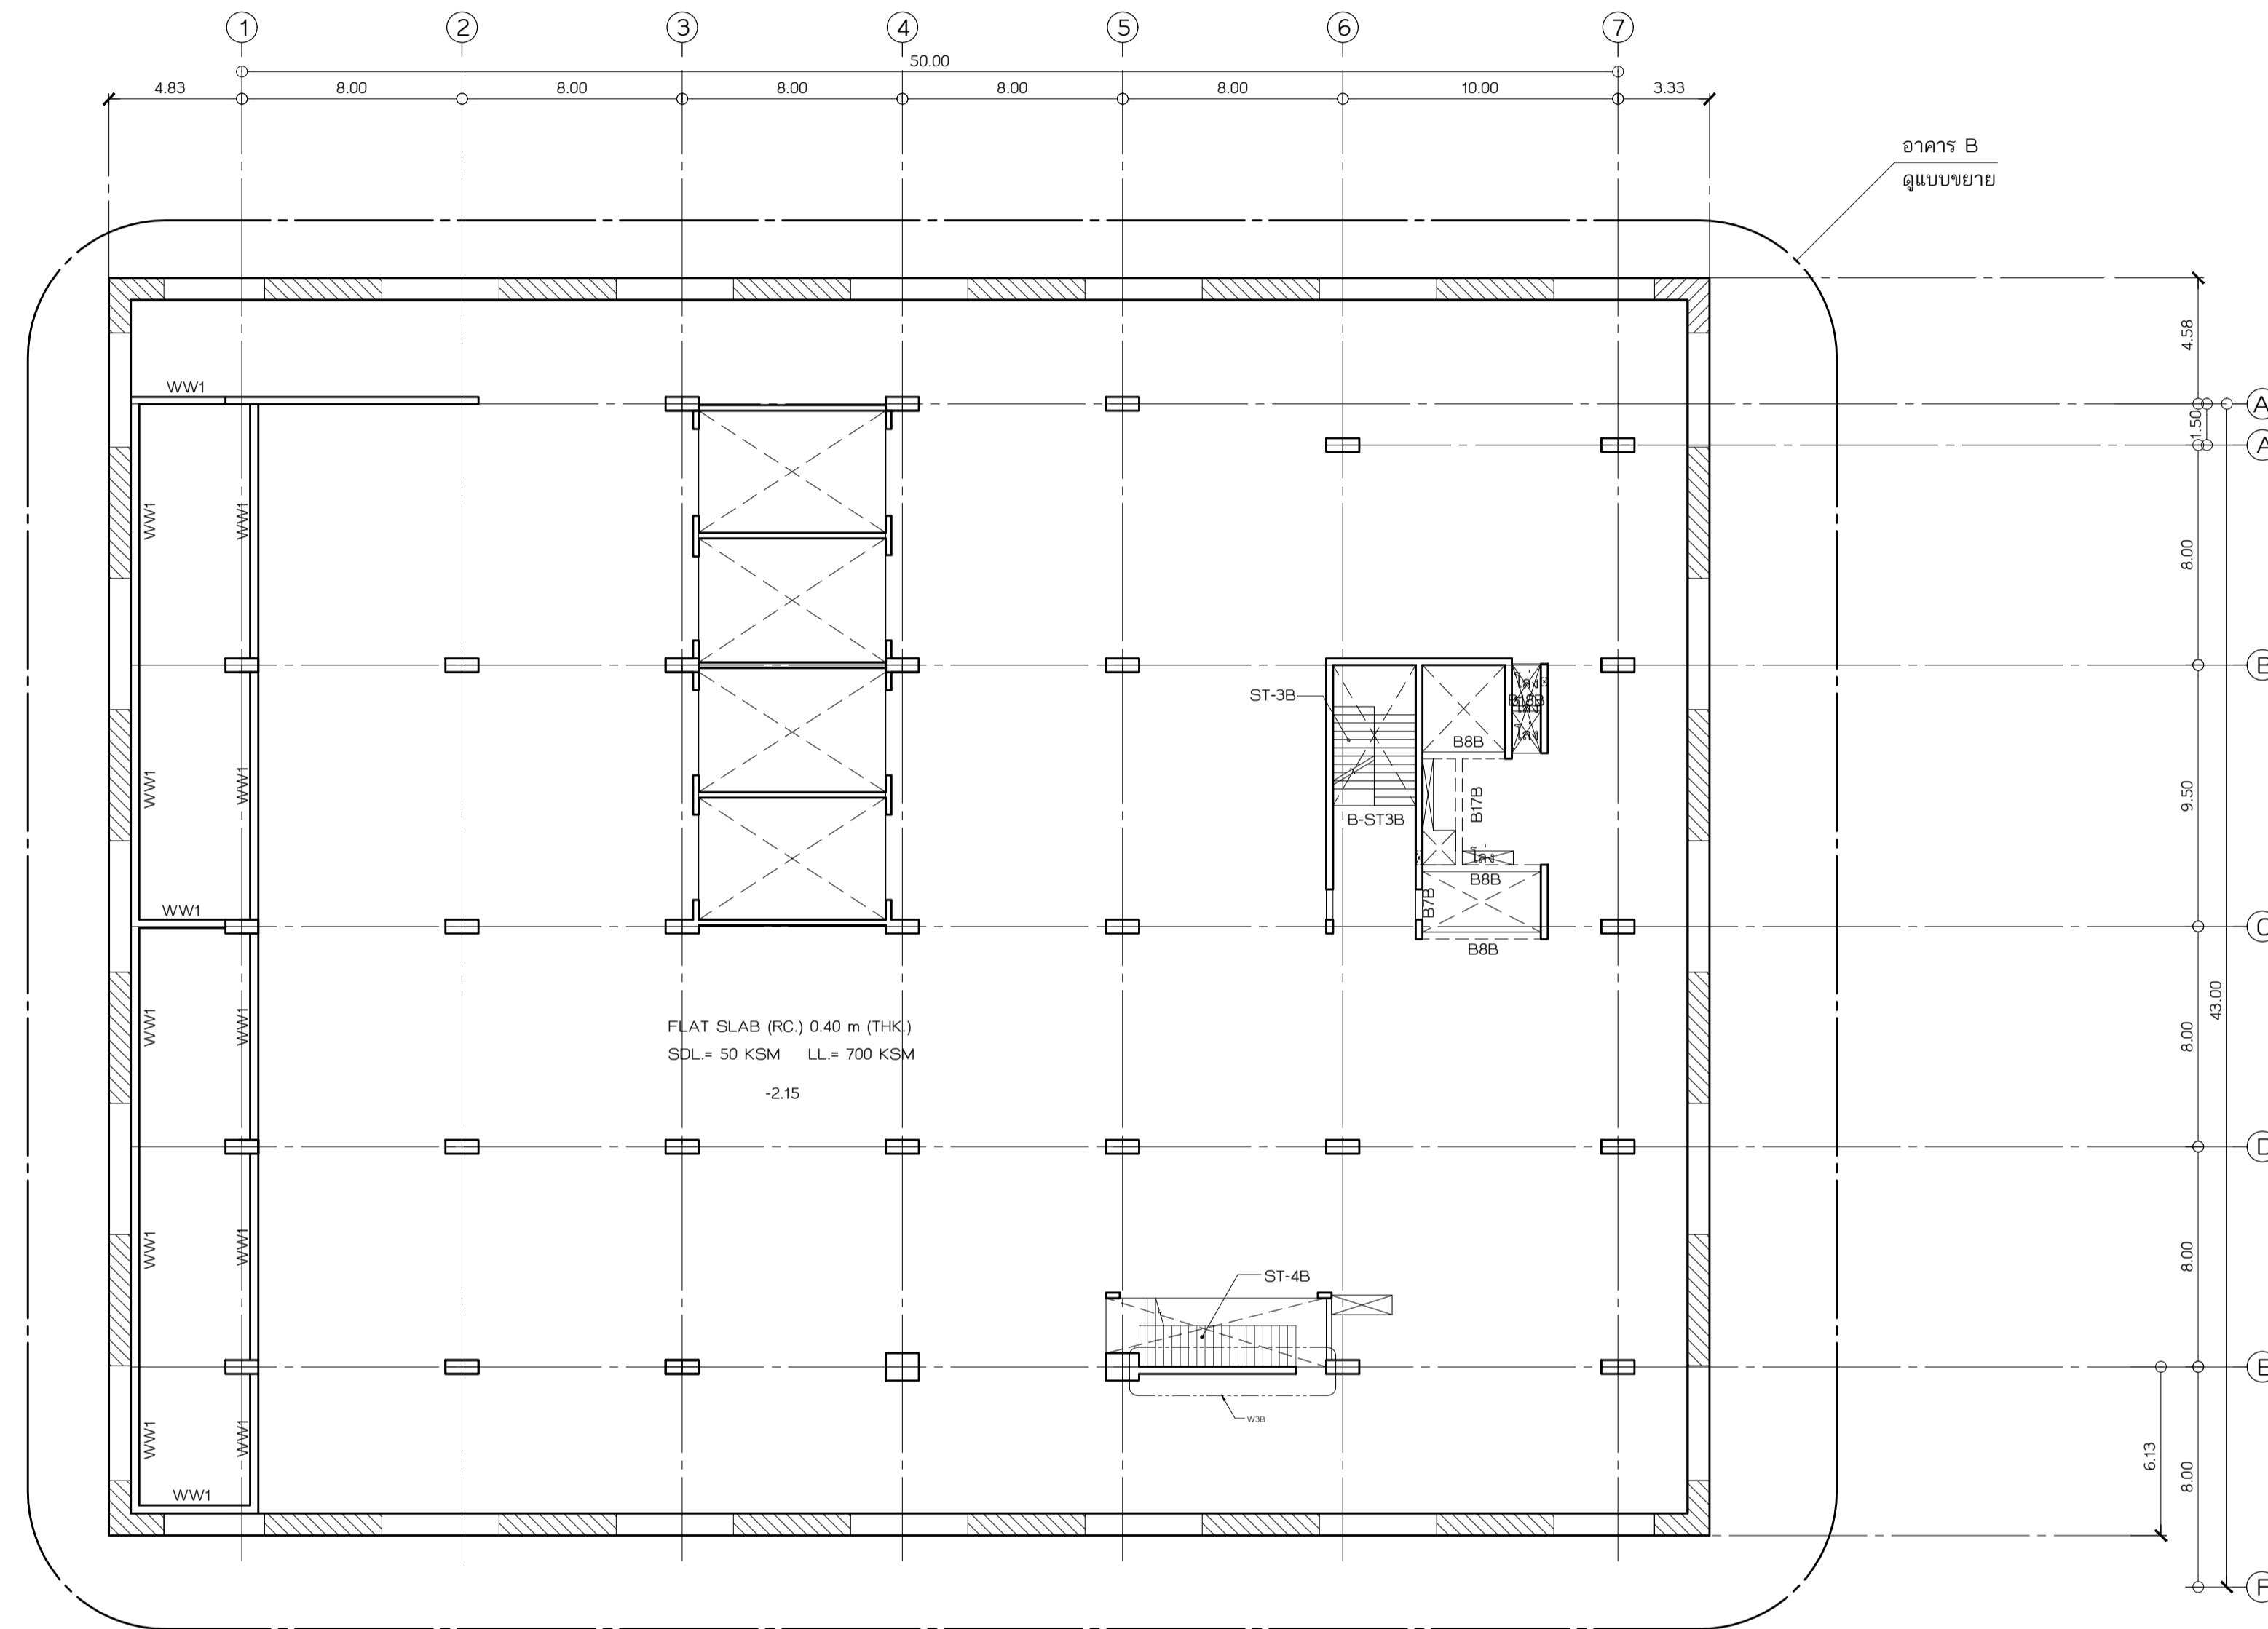 1 2 3 4 5 6 7
50.00
4.83 8.00 8.00 8.00 8.00 8.00 10.00 3.33
อาคาร B
ดูแบบขยาย
4.58
A
1.50
8.00
B
9.50
C
8.00
43.00
D
8.00
E
6.13
8.00
F
WW1
WW1
WW1
WW1
WW1
WW1
WW1
WW1
WW1
WW1
WW1
WW1
WW1
ST-3B
B8B
B17B
B-ST3B
B8B
B7B
B8B
FLAT SLAB (RC.) 0.40 m (THK.)
SDL.= 50 KSM LL.= 700 KSM
-2.15
ST-4B
W3B